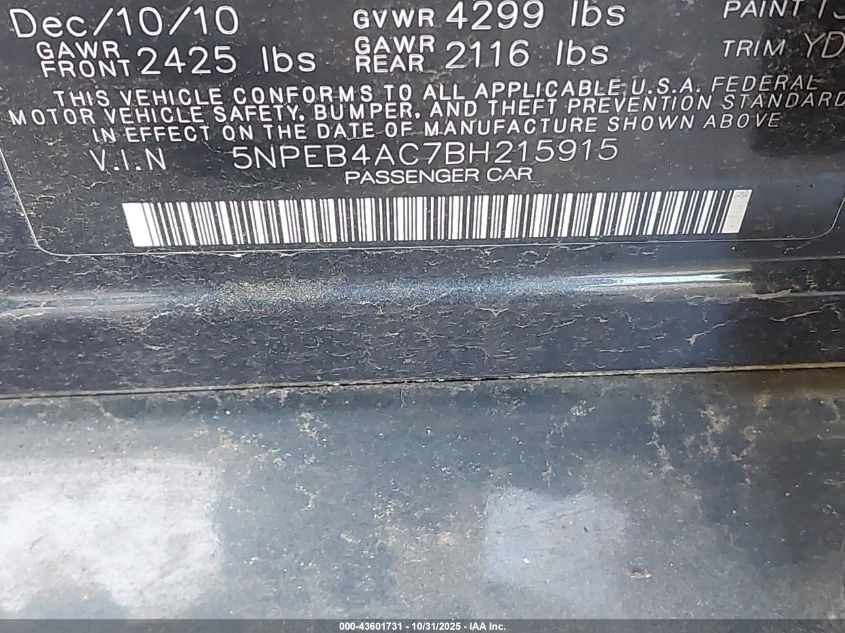 Dec/10/10 GVWR 4299 lbs PAINT
GAWR FRONT 2425 lbs GAWR REAR 2116 lbs TRIM YD
THIS VEHICLE CONFORMS TO ALL APPLICABLE U.S.A. FEDERAL
MOTOR VEHICLE SAFETY, BUMPER, AND THEFT PREVENTION STANDARD
IN EFFECT ON THE DATE OF MANUFACTURE SHOWN ABOVE
V.I.N 5NPEB4AC7BH215915
PASSENGER CAR
000-43601731 - 10/31/2025 - IAA Inc.